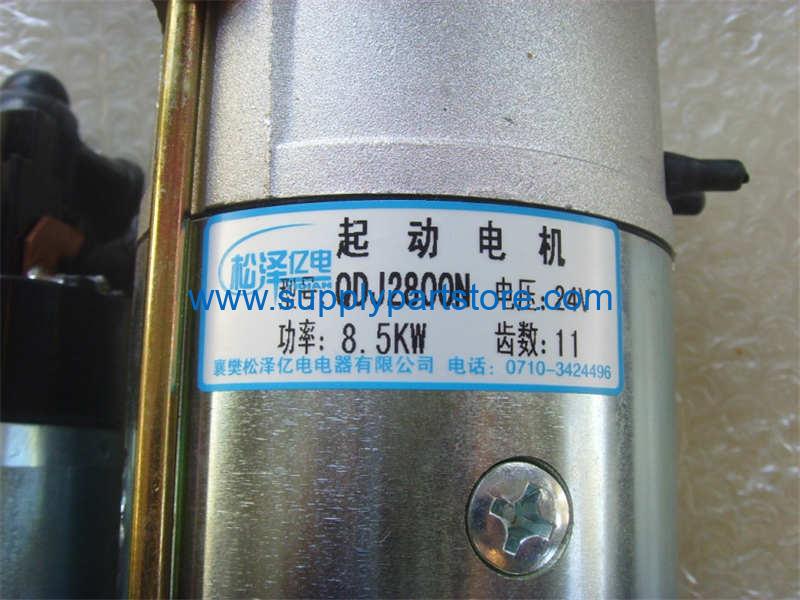 起动电机
松泽亿电
型号: QDJ2800N 电压: 24V
www.supplypartstore.com
功率: 8.5KW 齿数: 11
襄樊松泽亿电电器有限公司 电话: 0710-3424496